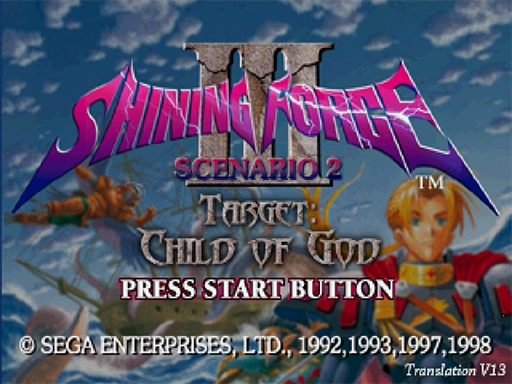 SHINING FORCE
III
SCENARIO 2
TM
TARGET:
CHILD OF GOD
PRESS START BUTTON
© SEGA ENTERPRISES, LTD., 1992,1993,1997,1998
Translation V13